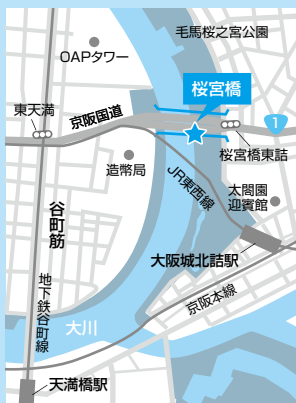 毛馬桜之宮公園
OAPタワー
桜宮橋
東天満
京阪国道
1
桜宮橋東詰
造幣局
JR東西線
太閤園
迎賓館
谷町筋
大阪城北詰駅
地下鉄谷町線
京阪本線
大川
天満橋駅